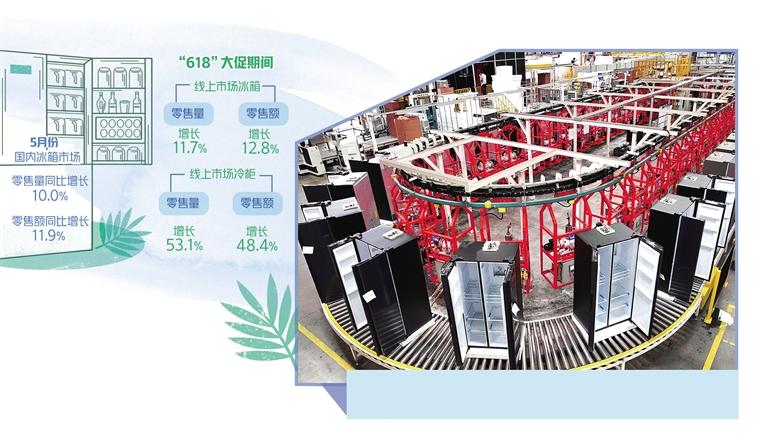 5月份
国内冰箱市场
零售量同比增长
10.0%
零售额同比增长
11.9%
“618”大促期间
线上市场冰箱
零售量 零售额
增长 增长
11.7% 12.8%
线上市场冷柜
零售量 零售额
增长 增长
53.1% 48.4%